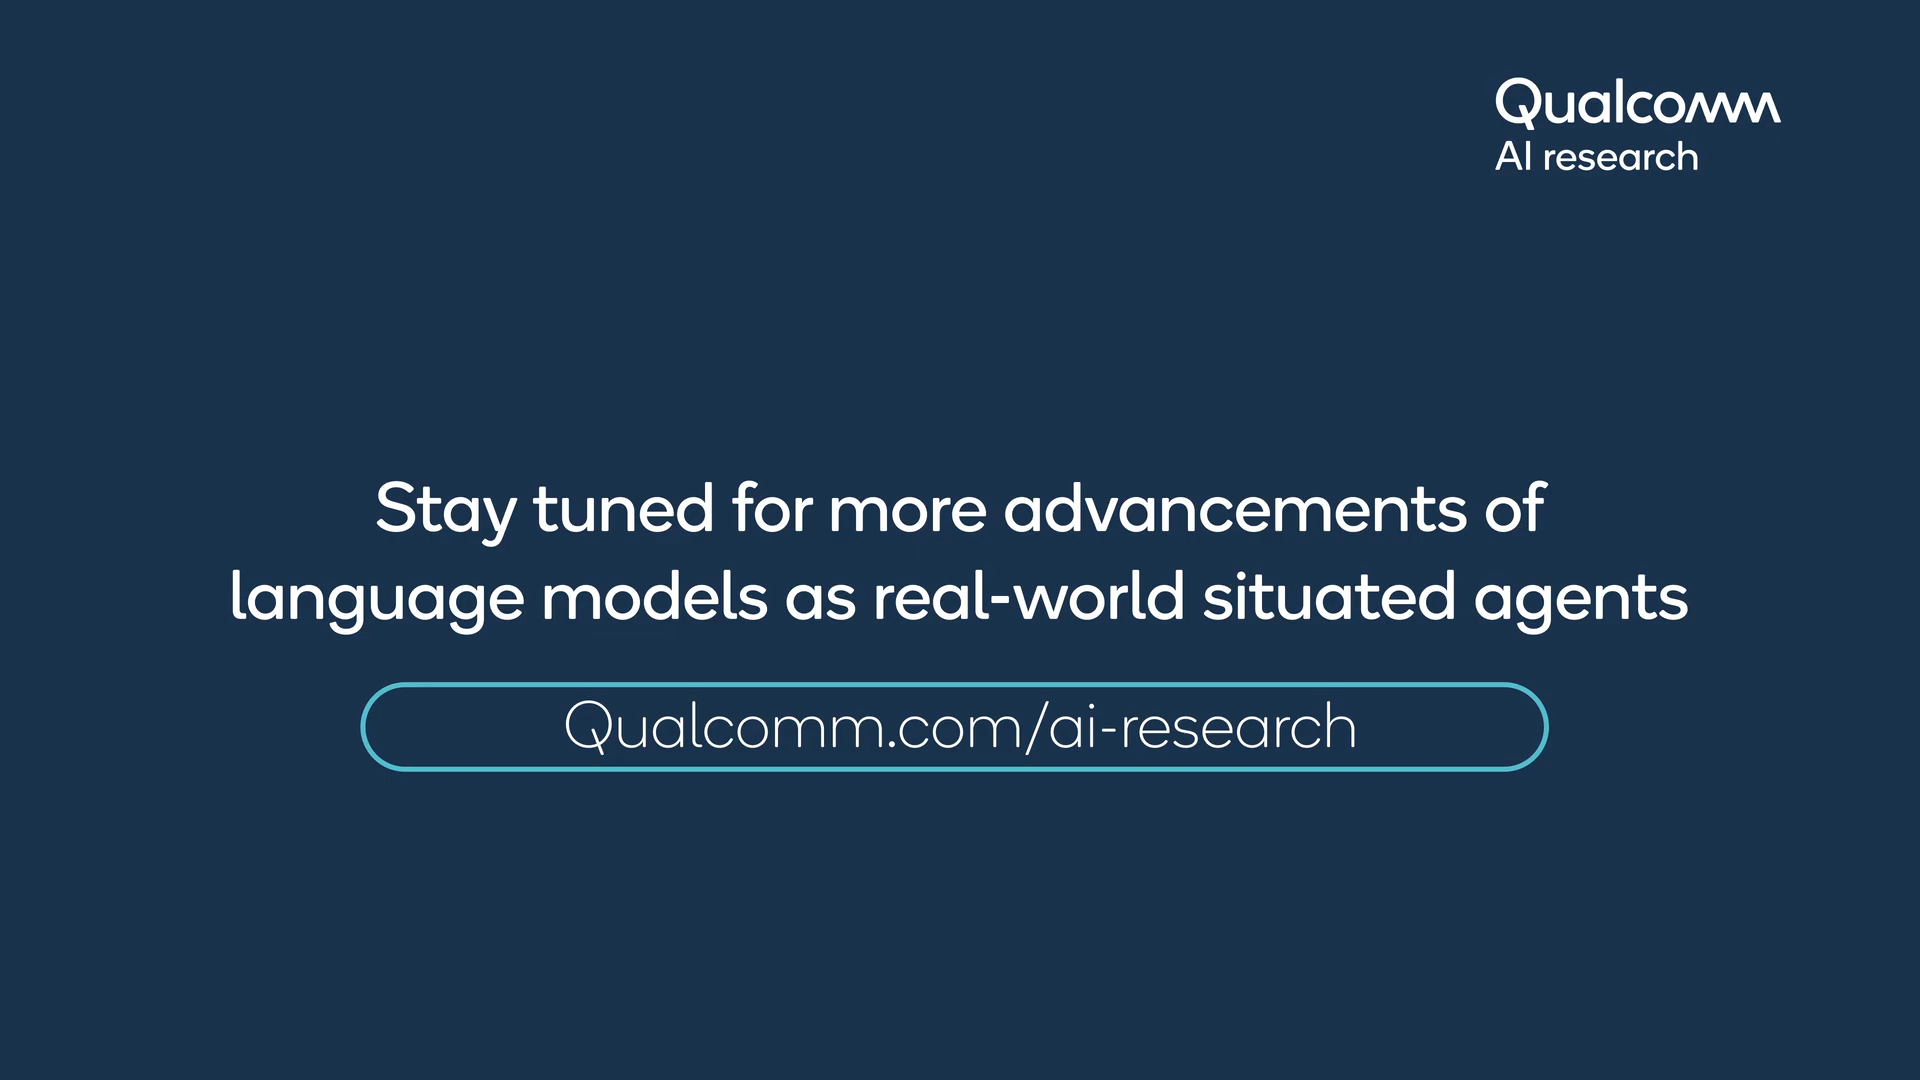 Qualcomm
AI research
Stay tuned for more advancements of
language models as real-world situated agents
Qualcomm.com/ai-research